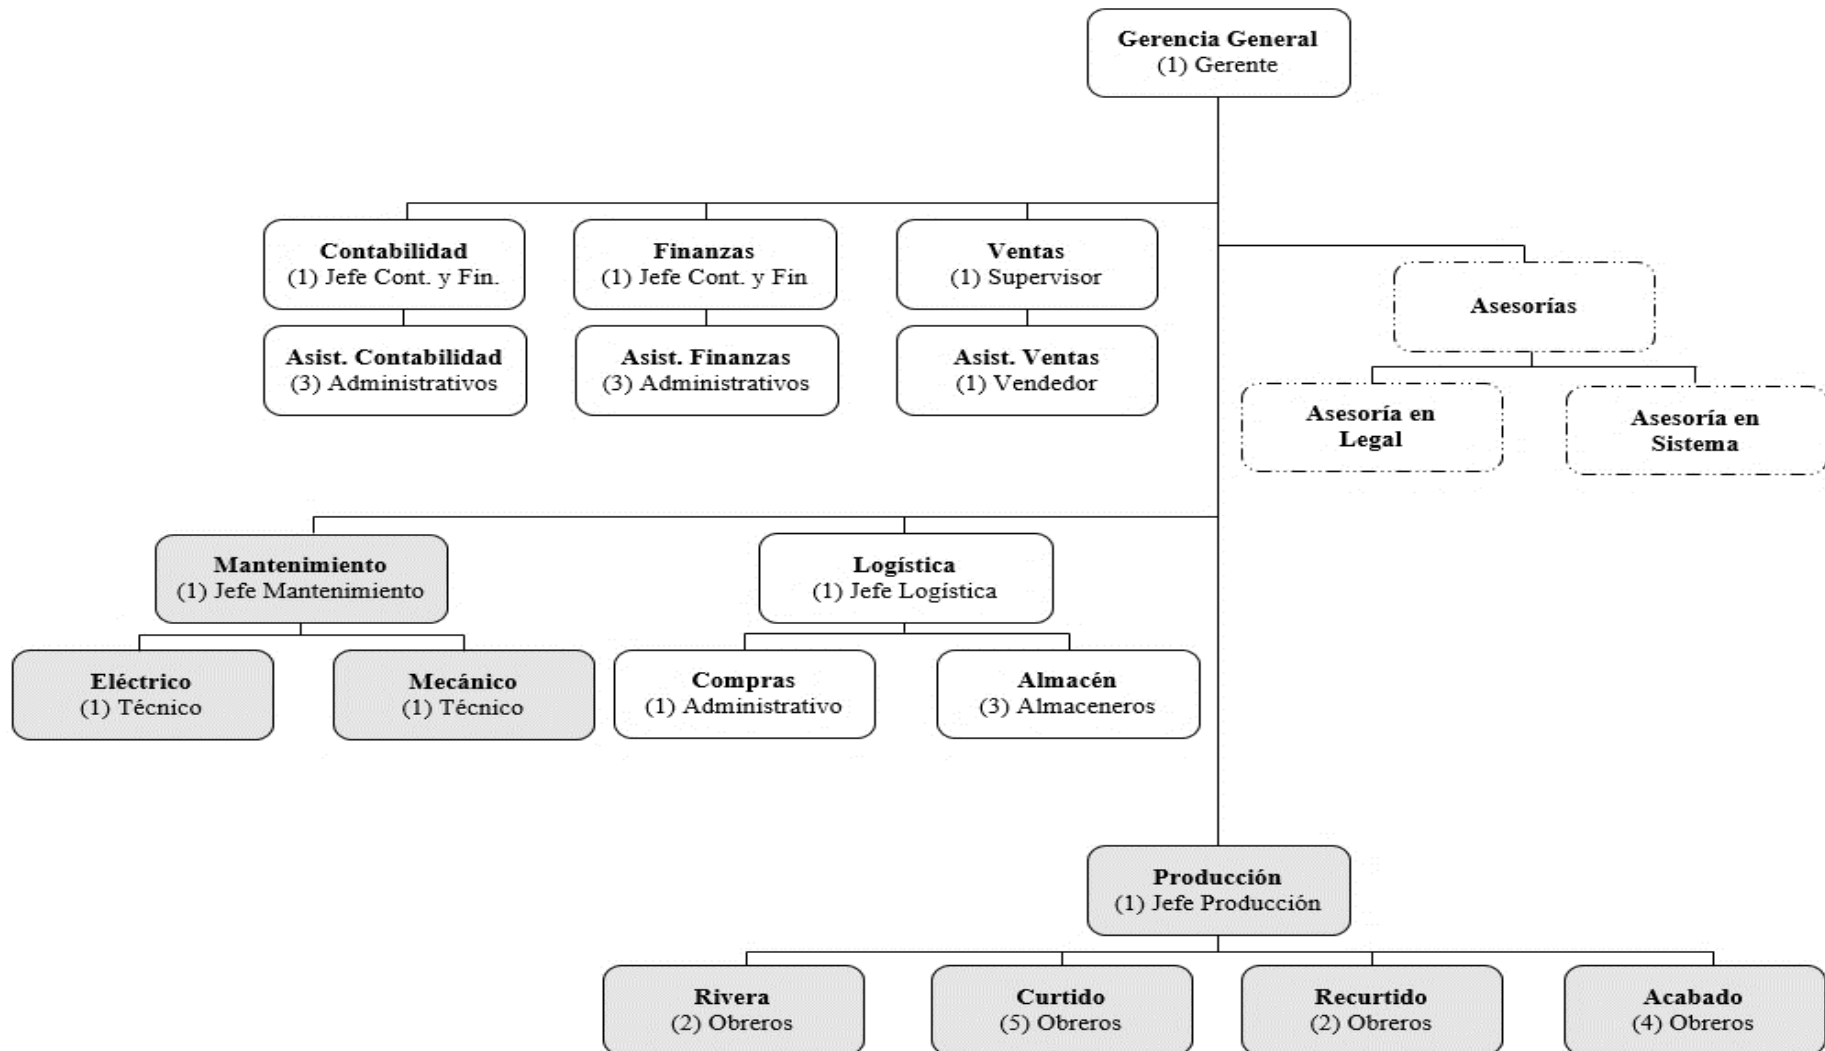 Gerencia General
(1) Gerente
Contabilidad
(1) Jefe Cont. y Fin.
Finanzas
(1) Jefe Cont. y Fin
Ventas
(1) Supervisor
Asesorías
Asist. Contabilidad
(3) Administrativos
Asist. Finanzas
(3) Administrativos
Asist. Ventas
(1) Vendedor
Asesoría en
Legal
Asesoría en
Sistema
Mantenimiento
(1) Jefe Mantenimiento
Logística
(1) Jefe Logística
Eléctrico
(1) Técnico
Mecánico
(1) Técnico
Compras
(1) Administrativo
Almacén
(3) Almaceneros
Producción
(1) Jefe Producción
Rivera
(2) Obreros
Curtido
(5) Obreros
Recurtido
(2) Obreros
Acabado
(4) Obreros